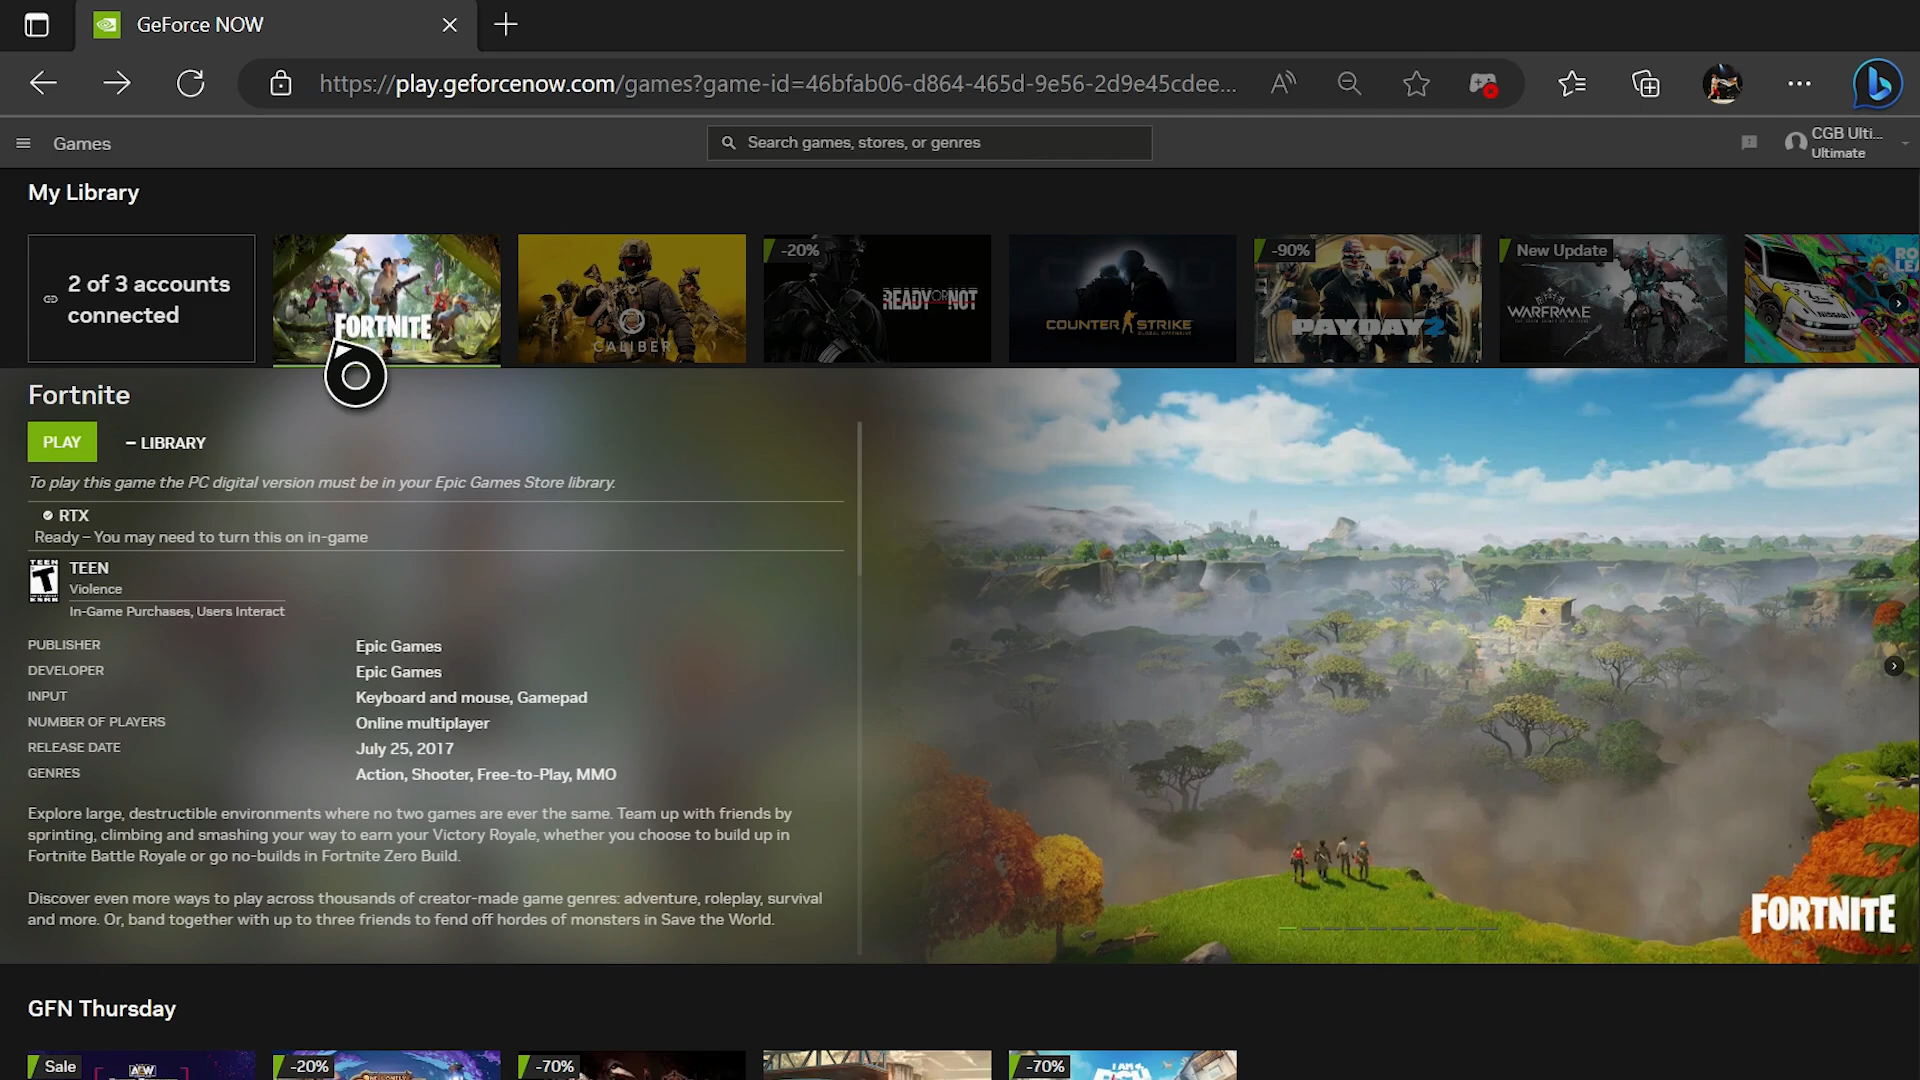 GeForce NOW
https://play.geforcenow.com/games?game-id=46bfab06-d864-465d-9e56-2d9e45cdee...
Games
Search games, stores, or genres
CGB Ulti...
Ultimate
My Library
2 of 3 accounts
connected
FORTNITE
CALIBER
-20%
READY OR NOT
COUNTER STRIKE
GLOBAL OFFENSIVE
-90%
PAYDAY 2
New Update
WARFRAME
Fortnite
PLAY
– LIBRARY
To play this game the PC digital version must be in your Epic Games Store library.
RTX
Ready – You may need to turn this on in-game
TEEN
T
ESRB
TEEN
Violence
In-Game Purchases, Users Interact
PUBLISHER Epic Games
DEVELOPER Epic Games
INPUT Keyboard and mouse, Gamepad
NUMBER OF PLAYERS Online multiplayer
RELEASE DATE July 25, 2017
GENRES Action, Shooter, Free-to-Play, MMO
Explore large, destructible environments where no two games are ever the same. Team up with friends by
sprinting, climbing and smashing your way to earn your Victory Royale, whether you choose to build up in
Fortnite Battle Royale or go no-builds in Fortnite Zero Build.
Discover even more ways to play across thousands of creator-made game genres: adventure, roleplay, survival
and more. Or, band together with up to three friends to fend off hordes of monsters in Save the World.
FORTNITE
GFN Thursday
Sale
AEW
-20%
-70%
-70%
I AM